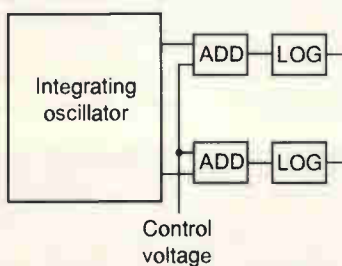 ADD
LOG
Integrating
oscillator
ADD
LOG
Control
voltage